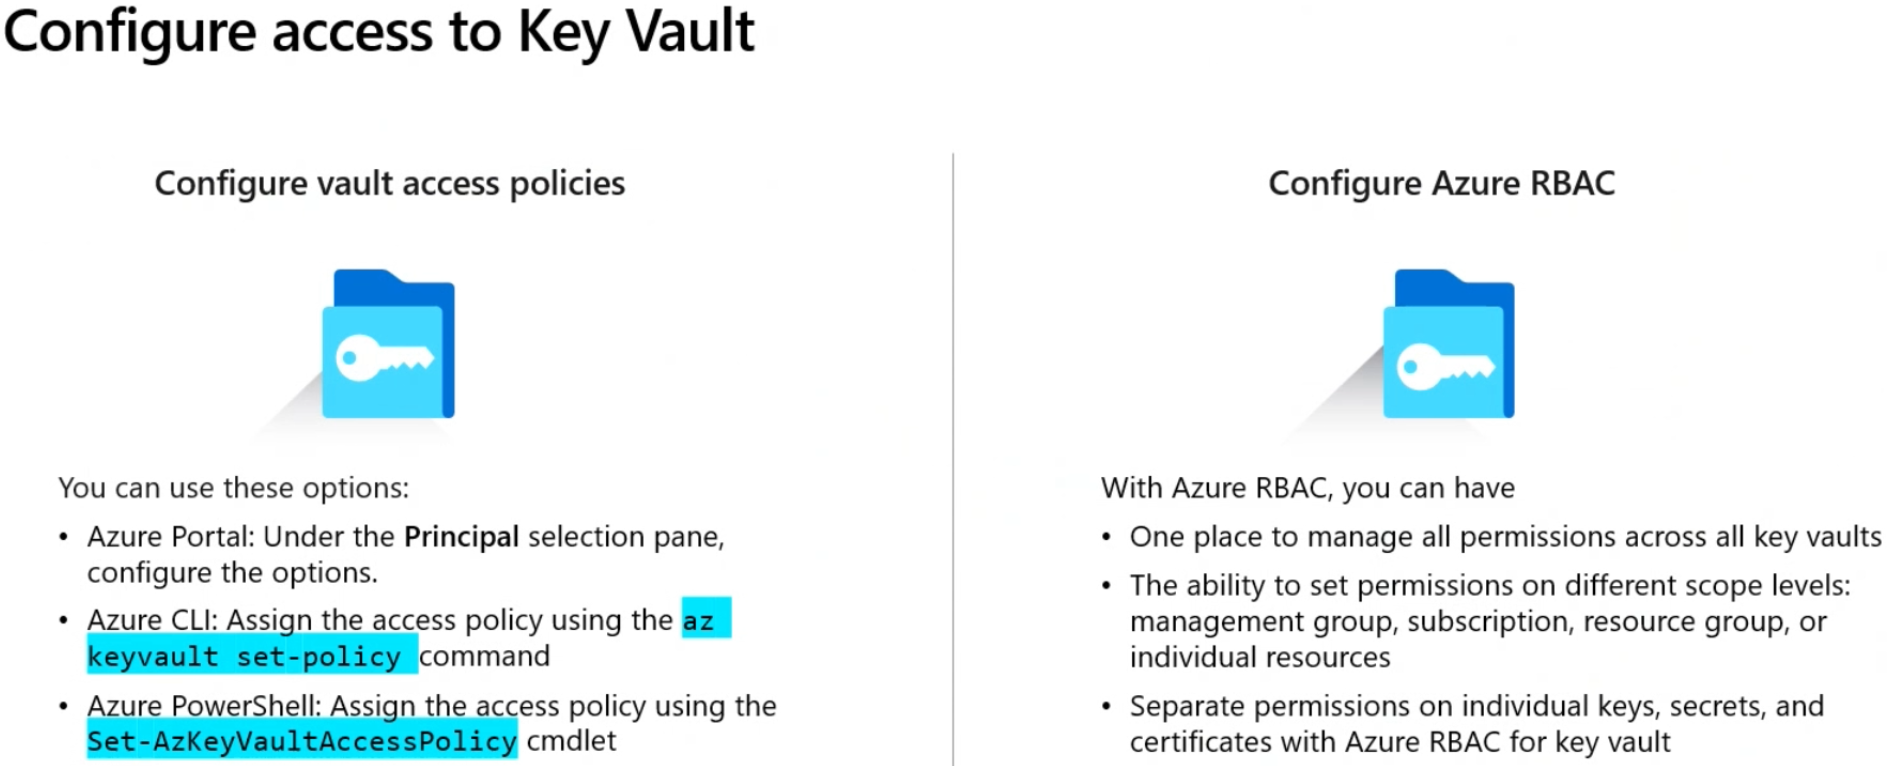 Configure access to Key Vault
Configure vault access policies
You can use these options:
• Azure Portal: Under the Principal selection pane,
configure the options.
• Azure CLI: Assign the access policy using the az
keyvault set-policy command
• Azure PowerShell: Assign the access policy using the
Set-AzKeyVaultAccessPolicy cmdlet
Configure Azure RBAC
With Azure RBAC, you can have
• One place to manage all permissions across all key vaults
• The ability to set permissions on different scope levels:
management group, subscription, resource group, or
individual resources
• Separate permissions on individual keys, secrets, and
certificates with Azure RBAC for key vault